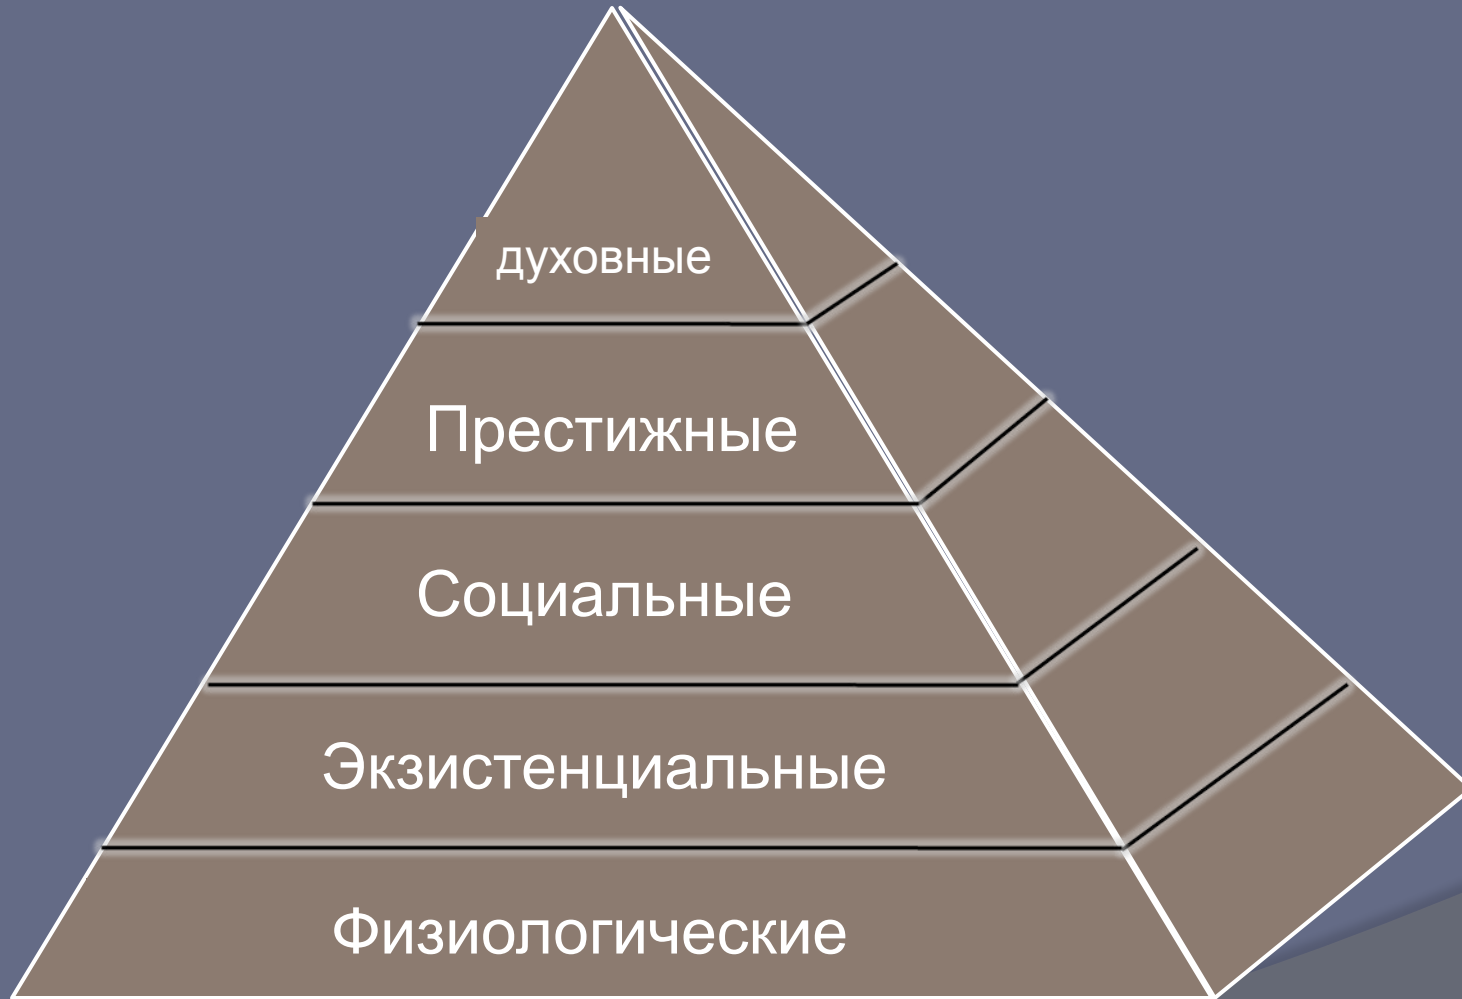 духовные
Престижные
Социальные
Экзистенциальные
Физиологические